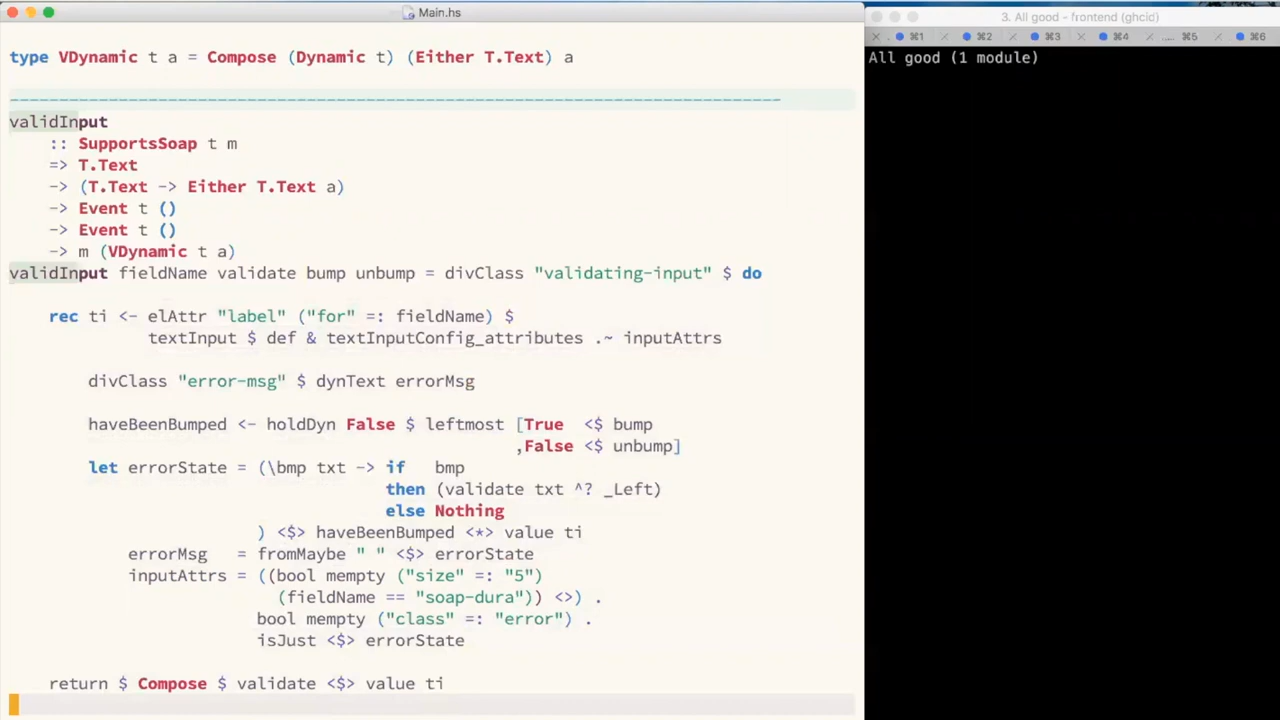 Main.hs
type VDynamic t a = Compose (Dynamic t) (Either T.Text) a
------------------------------------------------------------------------------
validInput
    :: SupportsSoap t m
    => T.Text
    -> (T.Text -> Either T.Text a)
    -> Event t ()
    -> Event t ()
    -> m (VDynamic t a)
validInput fieldName validate bump unbump = divClass "validating-input" $ do
    rec ti <- elAttr "label" ("for" =: fieldName) $
              textInput $ def & textInputConfig_attributes .~ inputAttrs
        divClass "error-msg" $ dynText errorMsg
        haveBeenBumped <- holdDyn False $ leftmost [True  <$ bump
                                                   ,False <$ unbump]
        let errorState = (\bmp txt -> if   bmp
                                      then (validate txt ^? _Left)
                                      else Nothing
                         ) <$> haveBeenBumped <*> value ti
            errorMsg   = fromMaybe " " <$> errorState
            inputAttrs = ((bool mempty ("size" =: "5")
                           (fieldName == "soap-dura")) <>) .
                         bool mempty ("class" =: "error") .
                         isJust <$> errorState
    return $ Compose $ validate <$> value ti
3. All good - frontend (ghcid)
⌘1 ⌘2 ⌘3 ⌘4 ... ⌘5 ⌘6
All good (1 module)